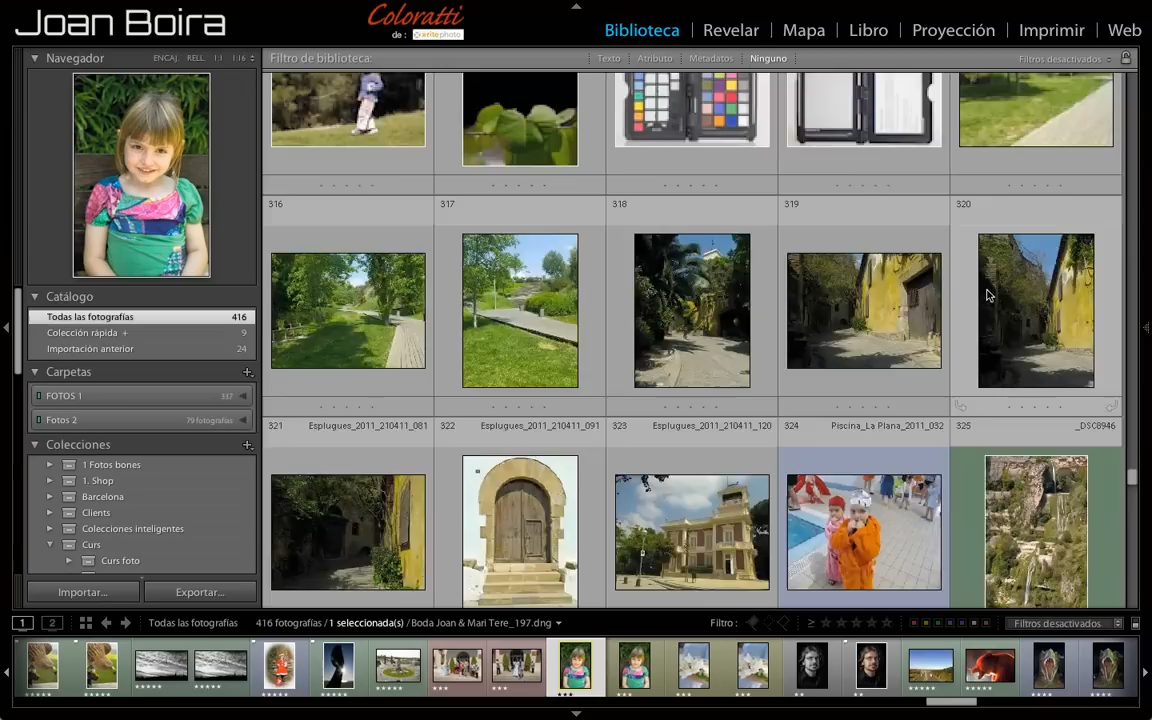 Joan Boira
Coloratti
de : xritephoto
Biblioteca | Revelar | Mapa | Libro | Proyección | Imprimir | Web
Navegador ENCAJ. RELL. 1:1 1:16
Filtro de biblioteca: Texto Atributo Metadatos Ninguno Filtros desactivados
316 317 318 319 320
Catálogo
Todas las fotografías 416
Colección rápida + 9
Importación anterior 24
Carpetas +
FOTOS 1 337
Fotos 2 79 fotografías
321 Esplugues_2011_210411_081 322 Esplugues_2011_210411_091 323 Esplugues_2011_210411_120 324 Piscina_La Plana_2011_032 325 _DSC8946
Colecciones +
1 Fotos bones
1. Shop
Barcelona
Clients
Colecciones inteligentes
Curs
Curs foto
Importar... Exportar...
1 2 Todas las fotografías 416 fotografías / 1 seleccionada(s) / Boda Joan & Mari Tere_197.dng Filtro : Filtros desactivados